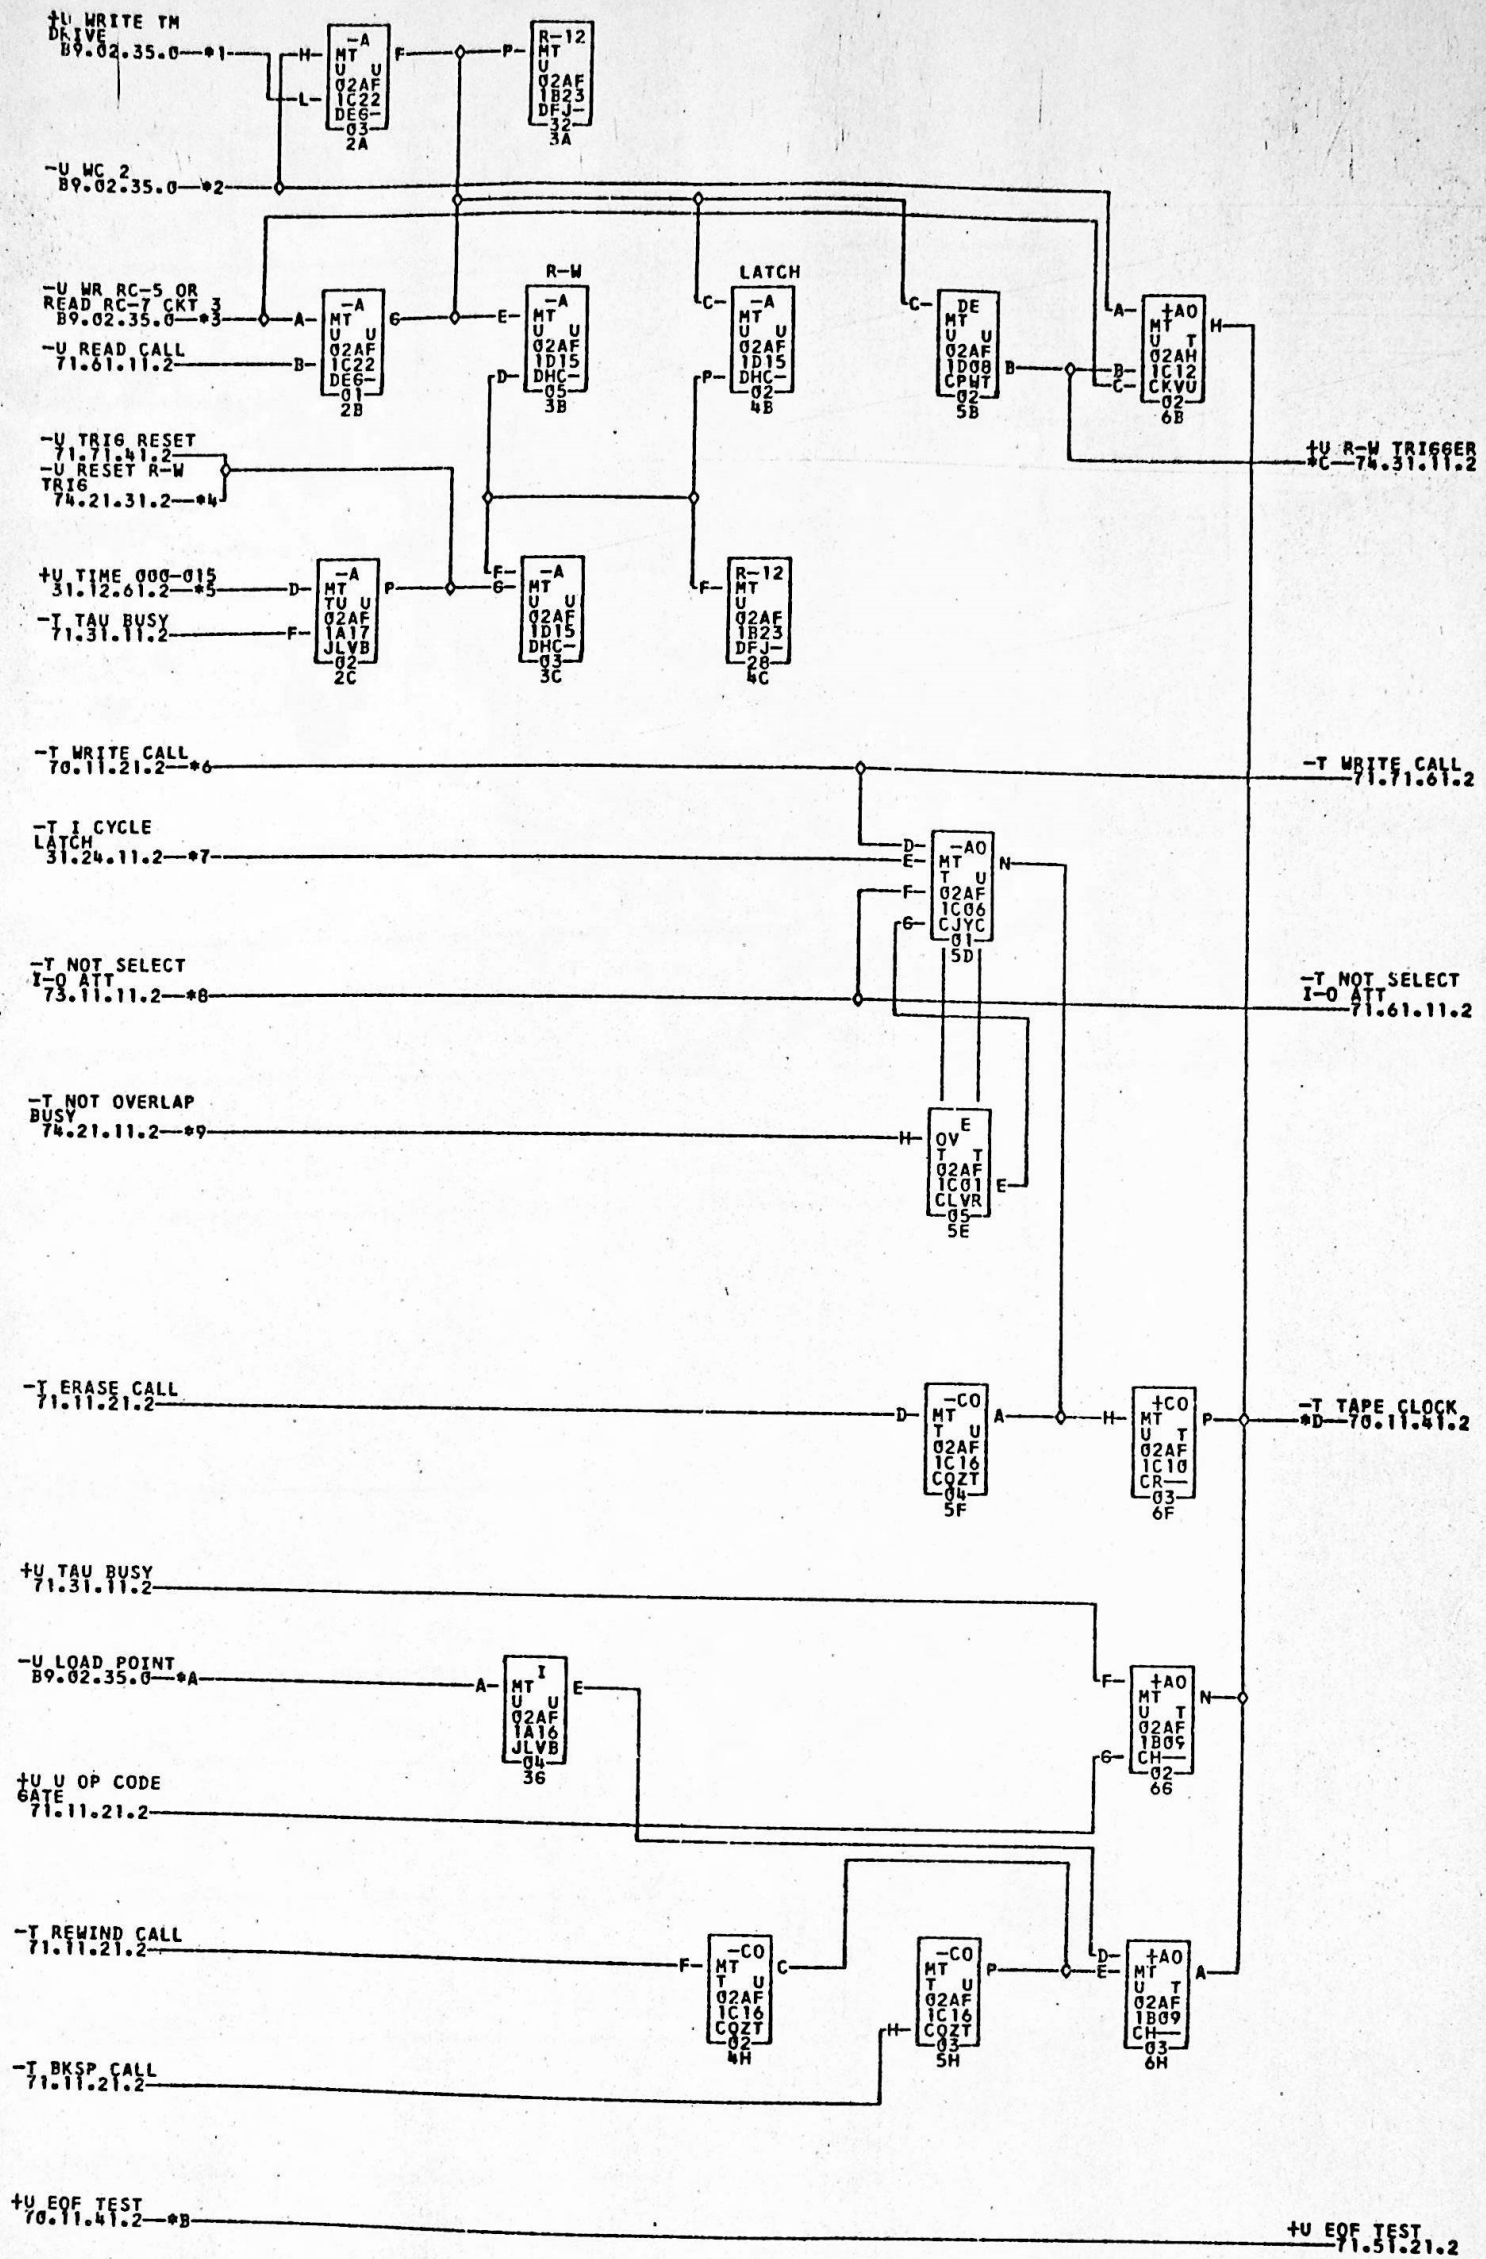 +U WRITE TM
DRIVE
B9.02.35.0—*1
H
L
—A
MT
U U
02AF
1C22
DEG—
03
2A
F
P
R—12
MT
U
02AF
1B23
DFJ—
32
3A
—U WC 2
B9.02.35.0—*2
—U WR RC—5 OR
READ RC—7 CKT 3
B9.02.35.0—*3
—U READ CALL
71.61.11.2
A
B
—A
MT
U U
02AF
1C22
DEG—
01
2B
G
R—W
E
D
—A
MT
U U
02AF
1D15
DHC—
05
3B
LATCH
C
P
—A
MT
U U
02AF
1D15
DHC—
02
4B
C
DE
MT
U U
02AF
1D08
CPWT
02
5B
B
A
B
C
+AO
MT
U T
02AH
1C12
CKVU
02
6B
H
—U TRIG RESET
71.71.41.2
—U RESET R—W
TRIG
74.21.31.2—*4
+U R—W TRIGGER
*C—74.31.11.2
+U TIME 000—015
31.12.61.2—*5
—T TAU BUSY
71.31.11.2
D
F
—A
MT
TU U
02AF
1A17
JLVB
02
2C
P
F
G
—A
MT
U U
02AF
1D15
DHC—
03
3C
F
R—12
MT
U
02AF
1B23
DFJ—
28
4C
—T WRITE CALL
70.11.21.2—*6
—T WRITE CALL
71.71.61.2
—T I CYCLE
LATCH
31.24.11.2—*7
D
E
F
G
—AO
MT
T U
02AF
1C06
CJYC
01
5D
N
—T NOT SELECT
I—O ATT
73.11.11.2—*8
—T NOT SELECT
I—O ATT
71.61.11.2
—T NOT OVERLAP
BUSY
74.21.11.2—*9
H
E
OV
T T
02AF
1C01
CLVR
05
5E
E
—T ERASE CALL
71.11.21.2
D
—CO
MT
T U
02AF
1C16
CQZT
04
5F
A
H
+CO
MT
U T
02AF
1C10
CR——
03
6F
P
—T TAPE CLOCK
*D—70.11.41.2
+U TAU BUSY
71.31.11.2
—U LOAD POINT
B9.02.35.0—*A
A
I
MT
U U
02AF
1A16
JLVB
04
3G
E
F
G
+AO
MT
U T
02AF
1B09
CH——
02
6G
N
+U U OP CODE
GATE
71.11.21.2
—T REWIND CALL
71.11.21.2
F
—CO
MT
T U
02AF
1C16
CQZT
02
4H
C
H
—CO
MT
T U
02AF
1C16
CQZT
03
5H
P
D
E
+AO
MT
U T
02AF
1B09
CH——
03
6H
A
—T BKSP CALL
71.11.21.2
+U EOF TEST
70.11.41.2—*B
+U EOF TEST
71.51.21.2